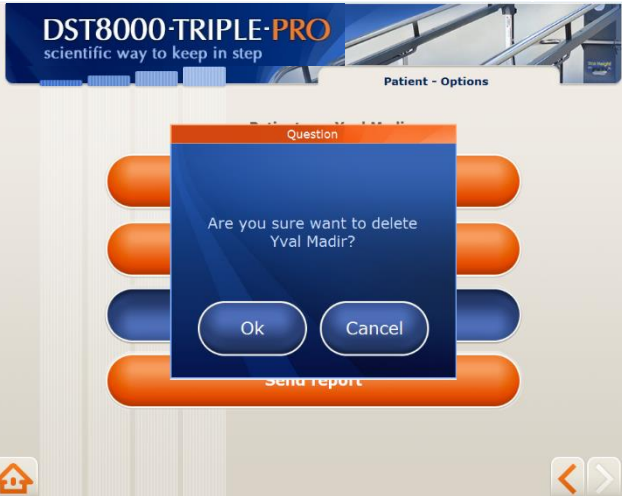 DST8000-TRIPLE-PRO
scientific way to keep in step
Patient - Options
Question
Are you sure want to delete
Yval Madir?
Ok
Cancel
Send report